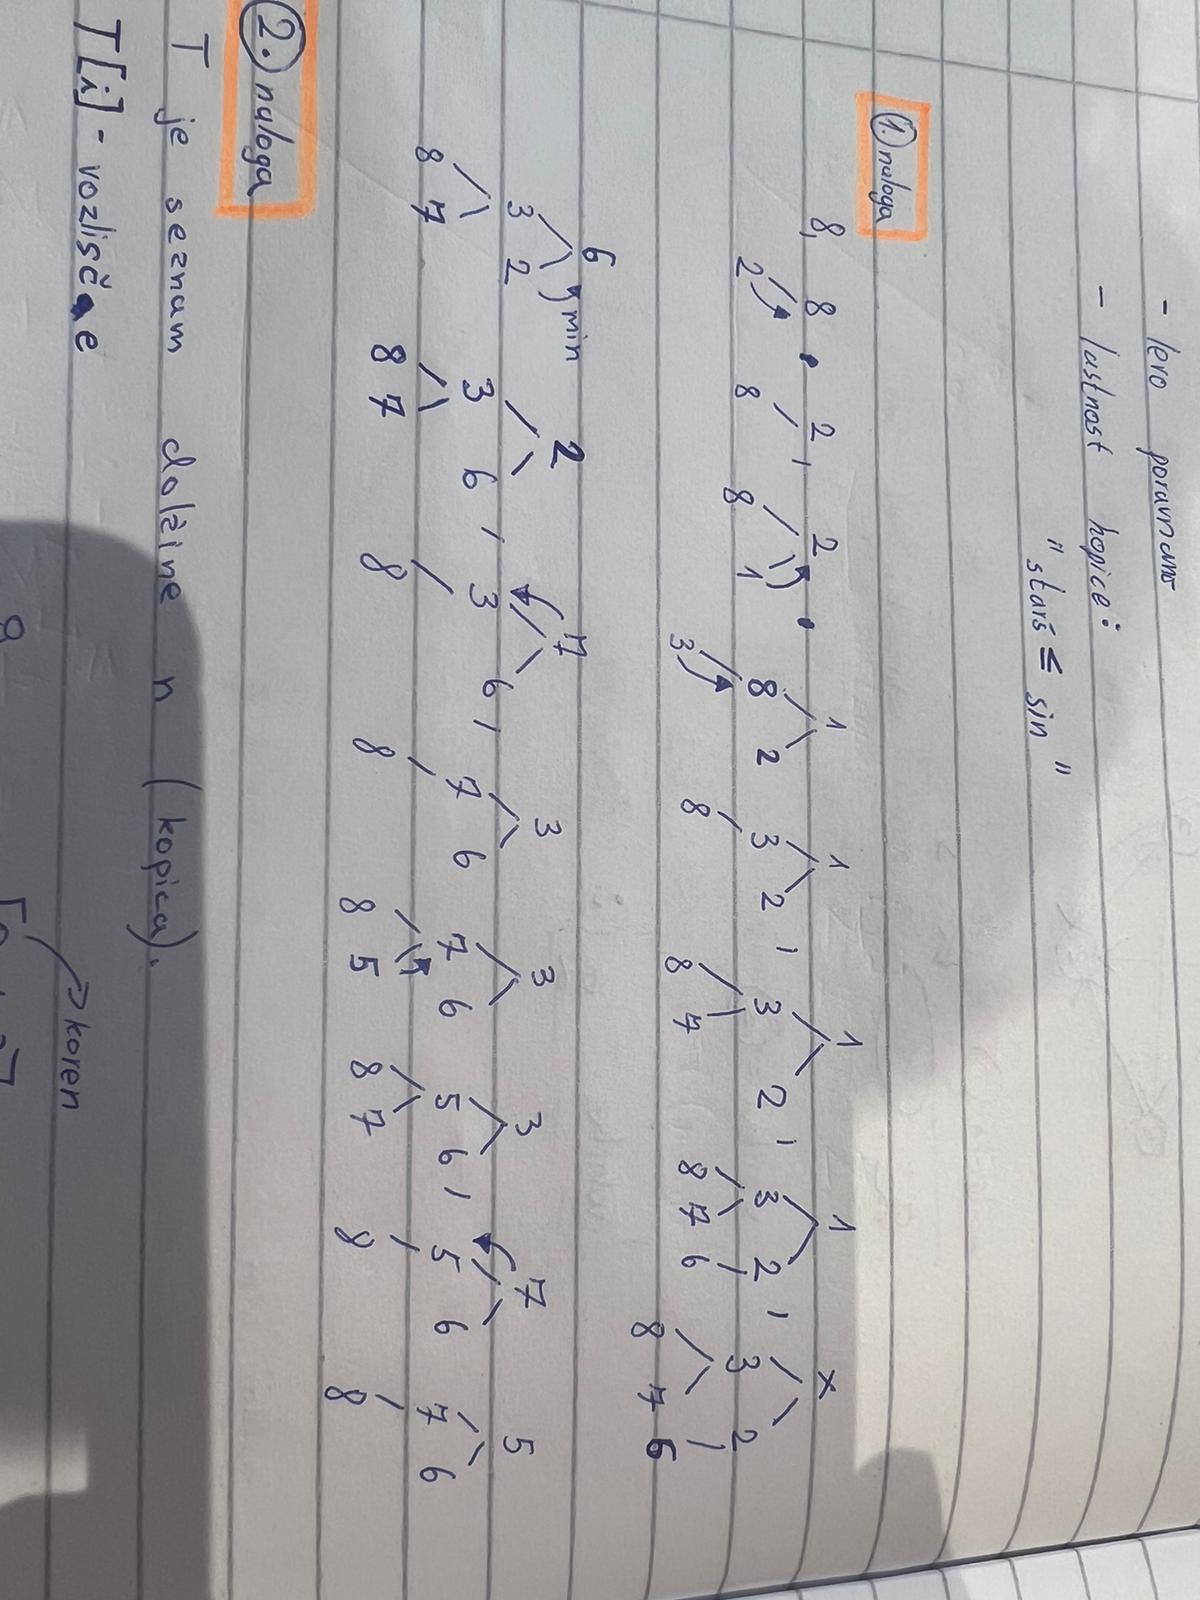 - levo poravnano
- lastnost kopice:
"starš ≤ sin"
1. naloga
8, 8 2, 2 1 1 1 1 x
2 8 8 1 8 2 3 2, 3 2, 3 2, 3 2
3 8 8 7 8 7 6 8 7 6
6 min 2 7 3 3 3 7 5
3 2 3 6, 3 6, 7 6 7 6 5 6, 5 6 7 6
8 7 8 7 8 8 8 5 8 7 8 8
2. naloga
T je seznam dolžine n (kopica).
T[i] - vozlišče
koren